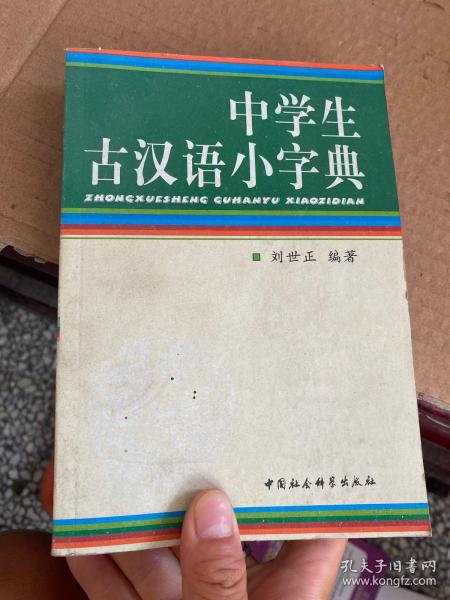 中学生
古汉语小字典
ZHONGXUESHENG GUHANYU XIAOZIDIAN
刘世正 编著
中国社会科学出版社
孔夫子旧书网
www.kongfz.com